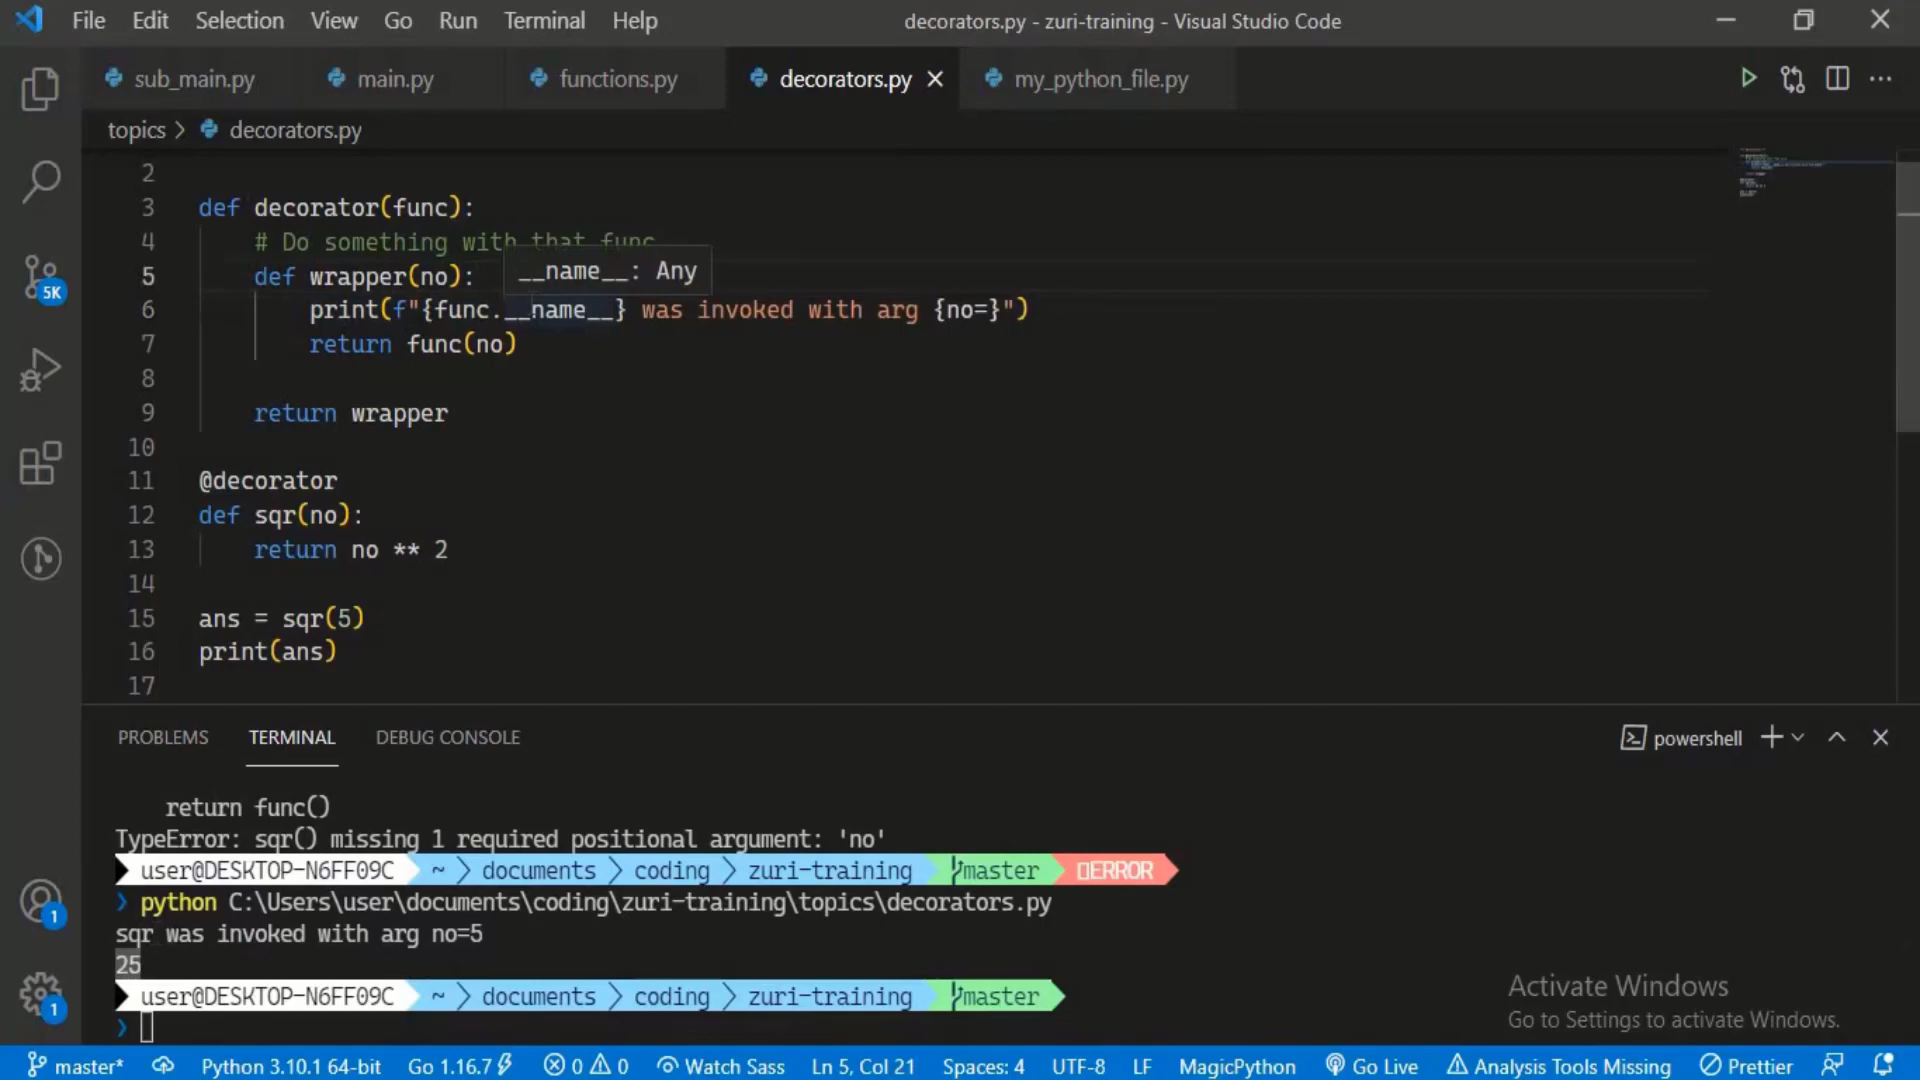 File Edit Selection View Go Run Terminal Help decorators.py - zuri-training - Visual Studio Code
sub_main.py main.py functions.py decorators.py my_python_file.py
topics > decorators.py
2
3 def decorator(func):
4 # Do something with that func
__name__: Any
5 def wrapper(no):
6 print(f"{func.__name__} was invoked with arg {no=}")
7 return func(no)
8
9 return wrapper
10
11 @decorator
12 def sqr(no):
13 return no ** 2
14
15 ans = sqr(5)
16 print(ans)
17
5K
PROBLEMS TERMINAL DEBUG CONSOLE powershell
return func()
TypeError: sqr() missing 1 required positional argument: 'no'
user@DESKTOP-N6FF09C ~ > documents > coding > zuri-training master ERROR
❯ python C:\Users\user\documents\coding\zuri-training\topics\decorators.py
sqr was invoked with arg no=5
25
user@DESKTOP-N6FF09C ~ > documents > coding > zuri-training master
❯
1
1
Activate Windows
Go to Settings to activate Windows.
master* Python 3.10.1 64-bit Go 1.16.7 0 0 Watch Sass Ln 5, Col 21 Spaces: 4 UTF-8 LF MagicPython Go Live Analysis Tools Missing Prettier